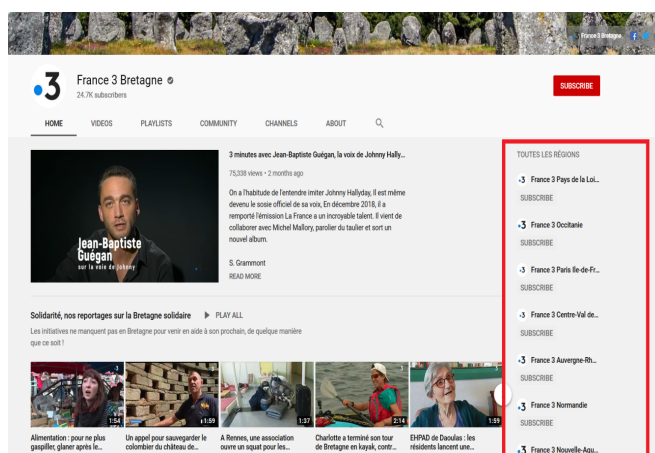 France 3 Bretagne
3
France 3 Bretagne
24.7K subscribers
SUBSCRIBE
HOME VIDEOS PLAYLISTS COMMUNITY CHANNELS ABOUT
Jean-Baptiste
Guégan
sur la voie de Johnny
3 minutes avec Jean-Baptiste Guégan, la voix de Johnny Hally...
75,338 views • 2 months ago
On a l'habitude de l'entendre imiter Johnny Hallyday, Il est même
devenu le sosie officiel de sa voix, En décembre 2018, il a
remporté l'émission La France a un incroyable talent. Il vient de
collaborer avec Michel Mallory, parolier du taulier et sort un
nouvel album.
S. Grammont
READ MORE
Solidarité, nos reportages sur la Bretagne solidaire PLAY ALL
Les initiatives ne manquent pas en Bretagne pour venir en aide à son prochain, de quelque manière
que ce soit !
1:54
1:59
1:37
2:14
1:59
Alimentation : pour ne plus
gaspiller, glaner après le...
Un appel pour sauvegarder le
colombier du château de...
A Rennes, une association
ouvre un squat pour les...
Charlotte a terminé son tour
de Bretagne en kayak, contr...
EHPAD de Daoulas : les
résidents lancent une...
TOUTES LES RÉGIONS
3 France 3 Pays de la Loi...
SUBSCRIBE
3 France 3 Occitanie
SUBSCRIBE
3 France 3 Paris Ile-de-Fr...
SUBSCRIBE
3 France 3 Centre-Val de...
SUBSCRIBE
3 France 3 Auvergne-Rh...
SUBSCRIBE
3 France 3 Normandie
SUBSCRIBE
3 France 3 Nouvelle-Aqu...